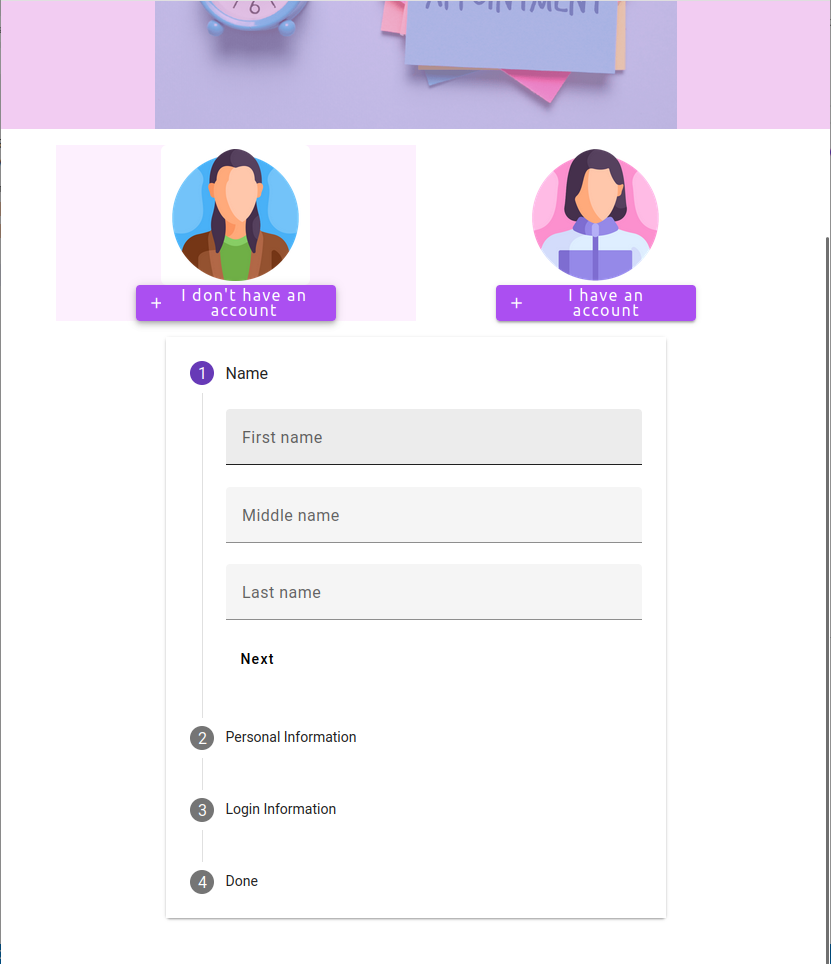 6
APPOINTMENT
+ I don't have an
account
+ I have an
account
1 Name
First name
Middle name
Last name
Next
2 Personal Information
3 Login Information
4 Done